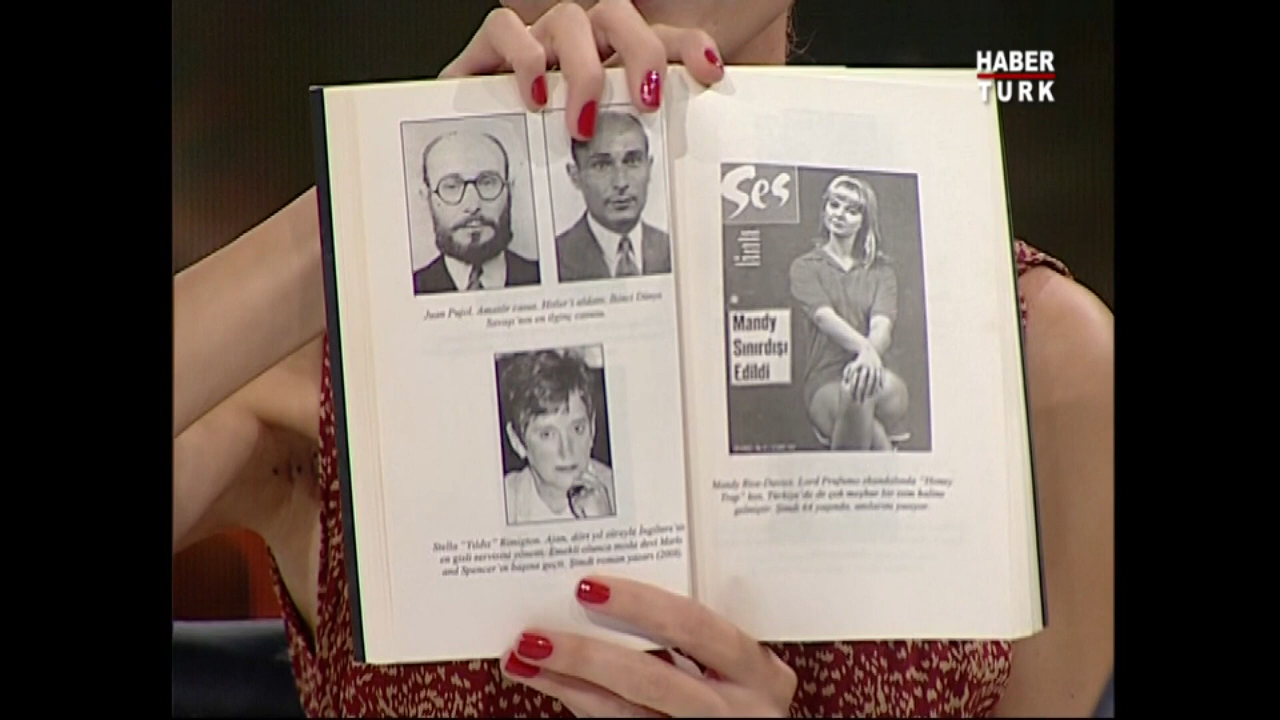 HABER
TURK
Juan Pujol. Amatör casus. Hitler'i aldattı. İkinci Dünya
Savaşı'nın en ilginç casusu.
Stella "Yıldız" Rimigton. Ajan, dört yıl süreyle İngiltere'nin
en gizli servisini yönetti. Emekli olunca moda devi Marks
and Spencer'ın başına geçti. Şimdi roman yazarı (2008).
Ses
Mandy
Sınırdışı
Edildi
Mandy Rice-Davies. Lord Profumo skandalında "Honey
Trap" kızı. Türkiye'de de çok meşhur bir isim haline
gelmişti. Şimdi 64 yaşında, anılarını yazıyor.